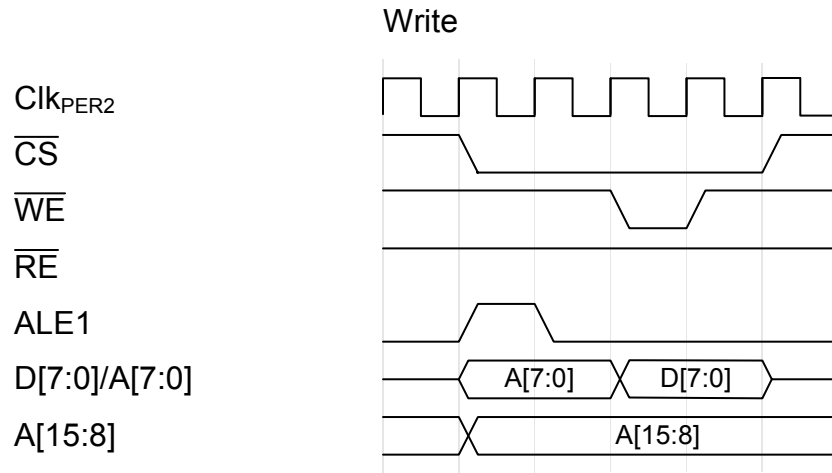 Write
ClkPER2
CS
WE
RE
ALE1
D[7:0]/A[7:0] A[7:0] D[7:0]
A[15:8] A[15:8]